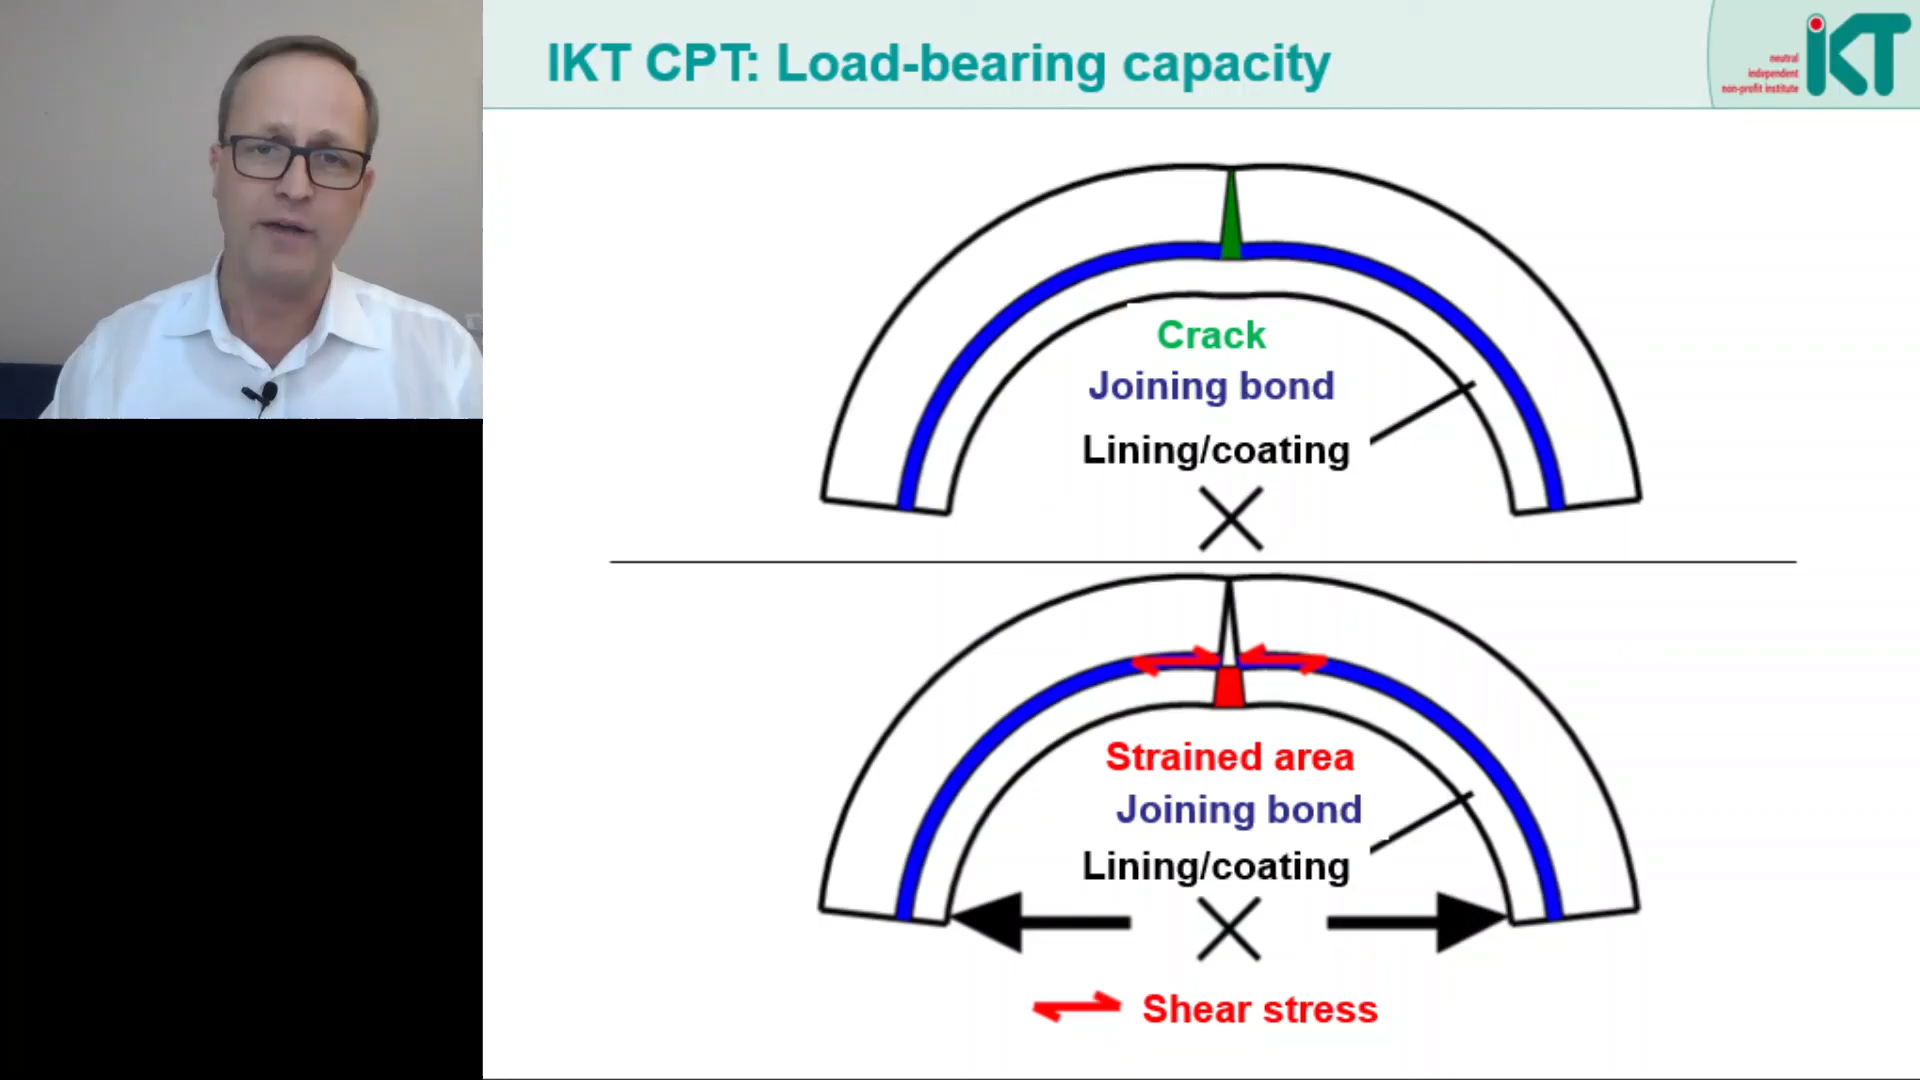 IKT CPT: Load-bearing capacity
neutral
independent
non-profit institute
iKT
Crack
Joining bond
Lining/coating
Strained area
Joining bond
Lining/coating
Shear stress